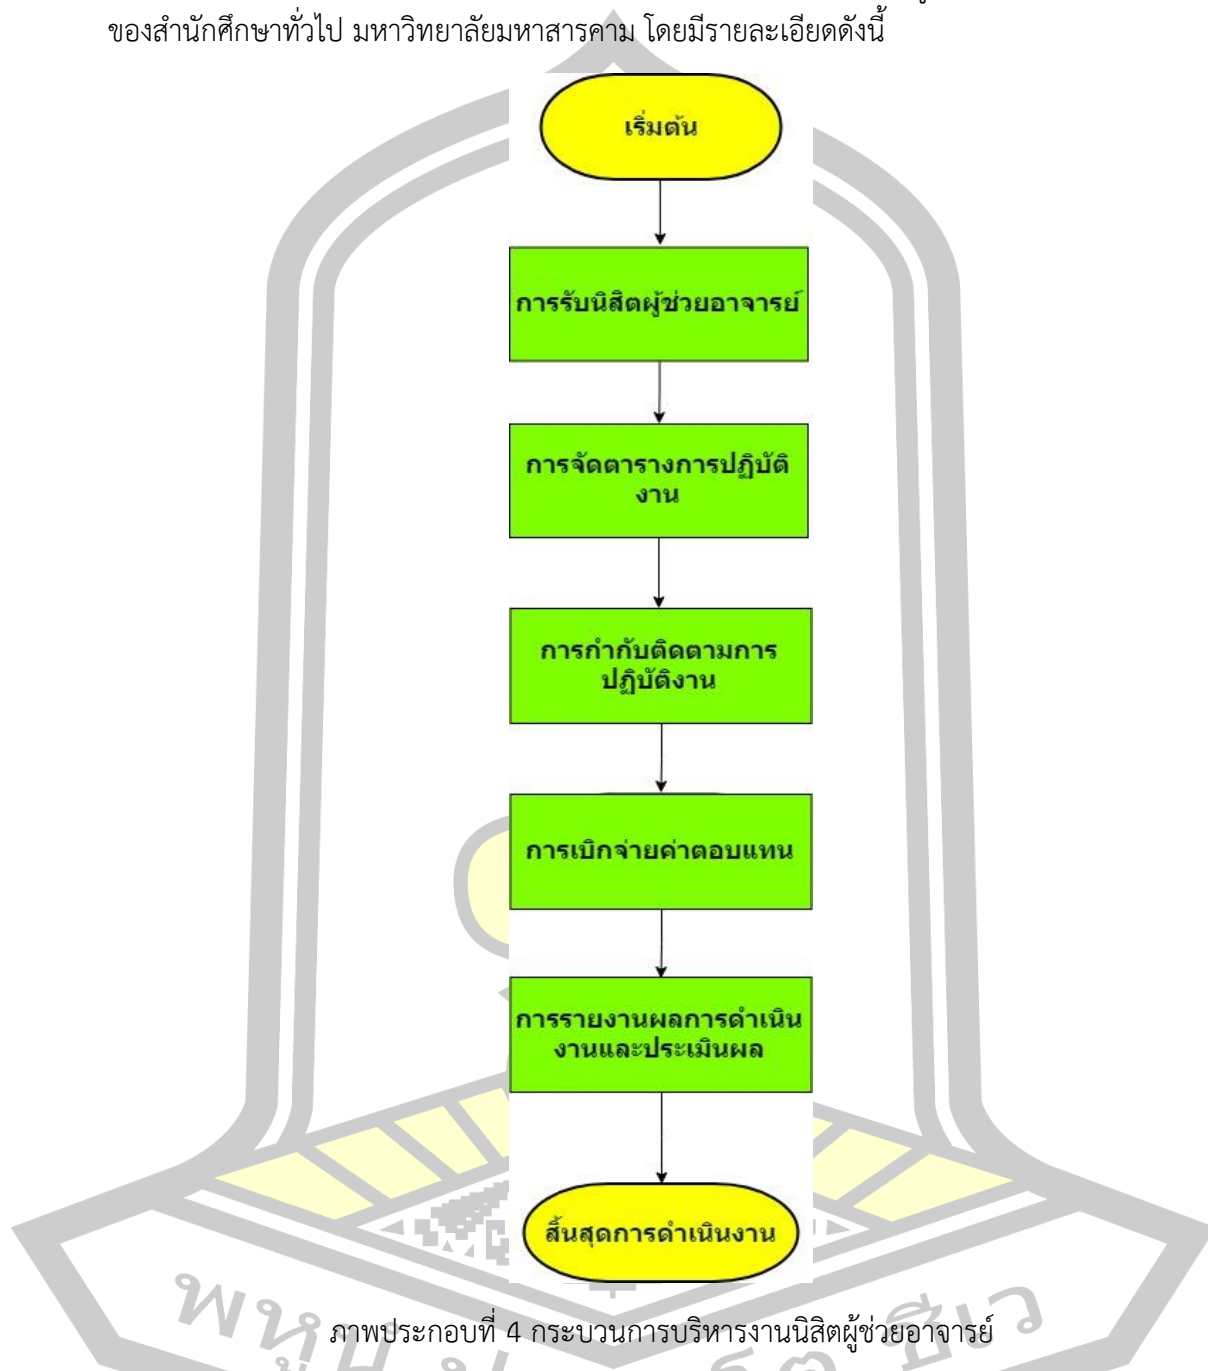 ของสำนักศึกษาทั่วไป มหาวิทยาลัยมหาสารคาม โดยมีรายละเอียดดังนี้
เริ่มต้น
การรับนิสิตผู้ช่วยอาจารย์
การจัดตารางการปฏิบัติ
งาน
การกำกับติดตามการ
ปฏิบัติงาน
การเบิกจ่ายค่าตอบแทน
การรายงานผลการดำเนิน
งานและประเมินผล
สิ้นสุดการดำเนินงาน
ภาพประกอบที่ 4 กระบวนการบริหารงานนิสิตผู้ช่วยอาจารย์
พหูน
ชีเว